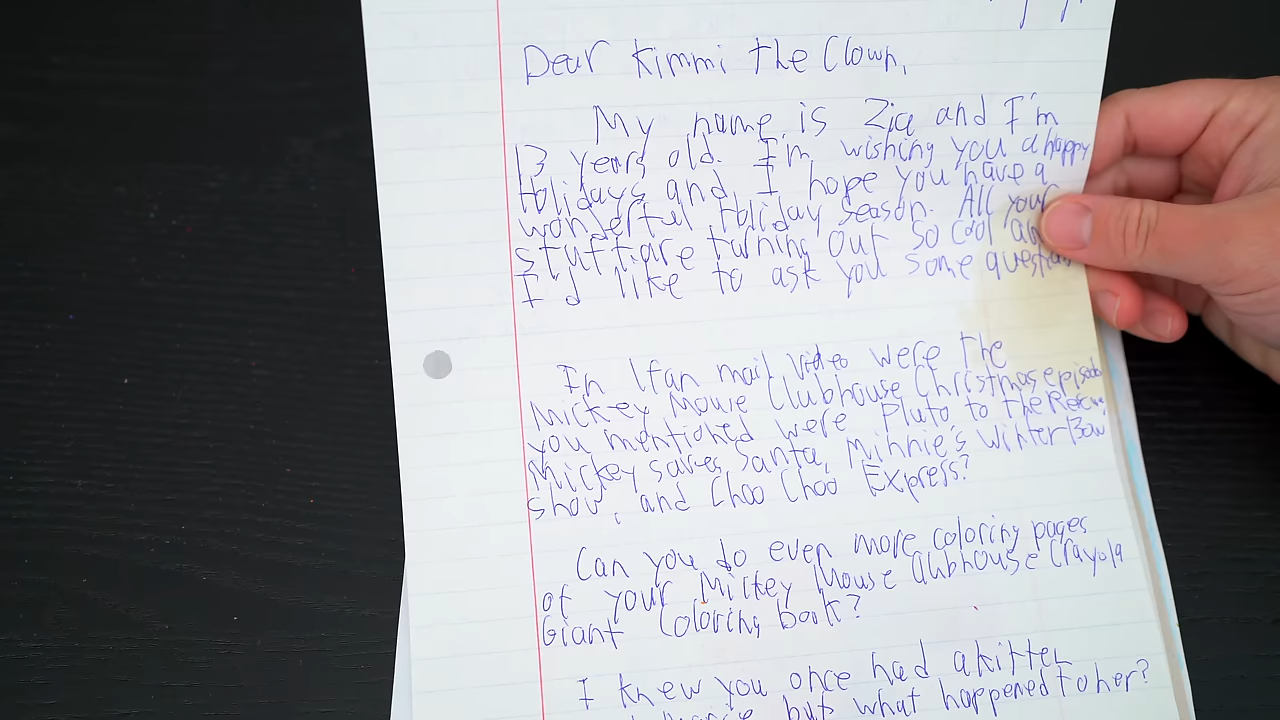 Dear Kimmi the Clown,
My name is Zice and I'm
13 years old. I'm wishing you a happy
Holidays and I hope you have a
wonderful Holiday season. All your
stuff are turning out so cool
I'd like to ask you some
In 1 fan mail video were the
Mickey Mouse Clubhouse Christmas episode
you mentioned were Pluto to the
Mickey saves Santa, Minnie's Winter Bow
show, and Choo Choo Express?
Can you do even more coloring pages
of your Mickey Mouse Clubhouse Crayola
Giant Coloring book?
I knew you once had a kitten
but what happened to her?